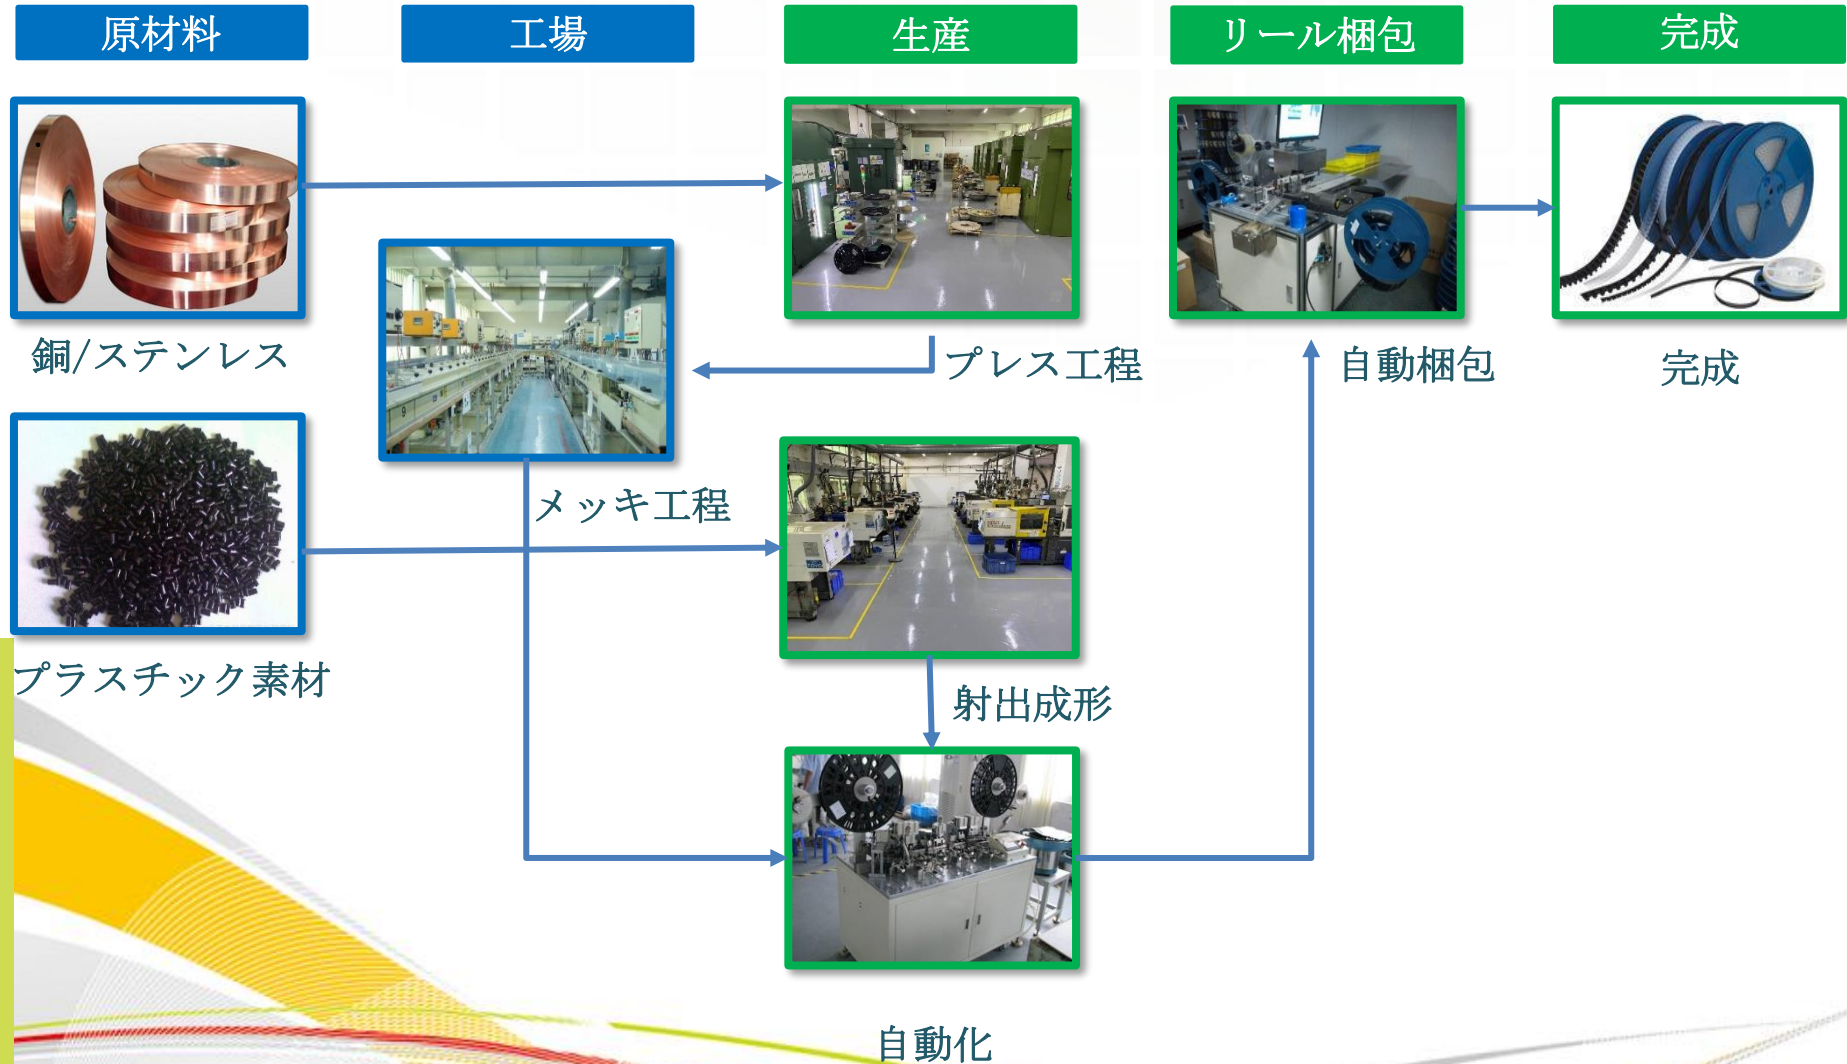 原材料
工場
生産
リール梱包
完成
銅/ステンレス
プレス工程
自動梱包
完成
メッキ工程
プラスチック素材
射出成形
自動化